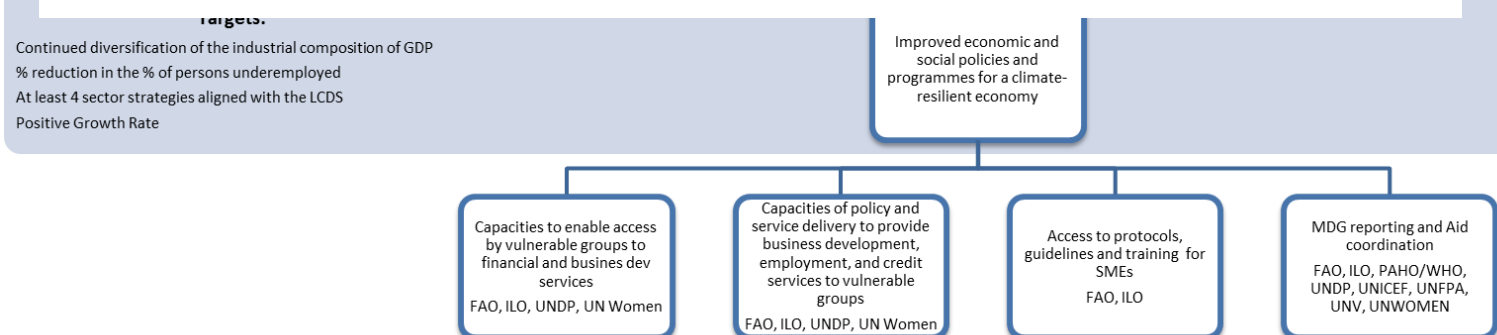 Targets:
Continued diversification of the industrial composition of GDP
% reduction in the % of persons underemployed
At least 4 sector strategies aligned with the LCDS
Positive Growth Rate
Improved economic and
social policies and
programmes for a climate-
resilient economy
Capacities to enable access
by vulnerable groups to
financial and busines dev
services
FAO, ILO, UNDP, UN Women
Capacities of policy and
service delivery to provide
business development,
employment, and credit
services to vulnerable
groups
FAO, ILO, UNDP, UN Women
Access to protocols,
guidelines and training for
SMEs
FAO, ILO
MDG reporting and Aid
coordination
FAO, ILO, PAHO/WHO,
UNDP, UNICEF, UNFPA,
UNV, UNWOMEN